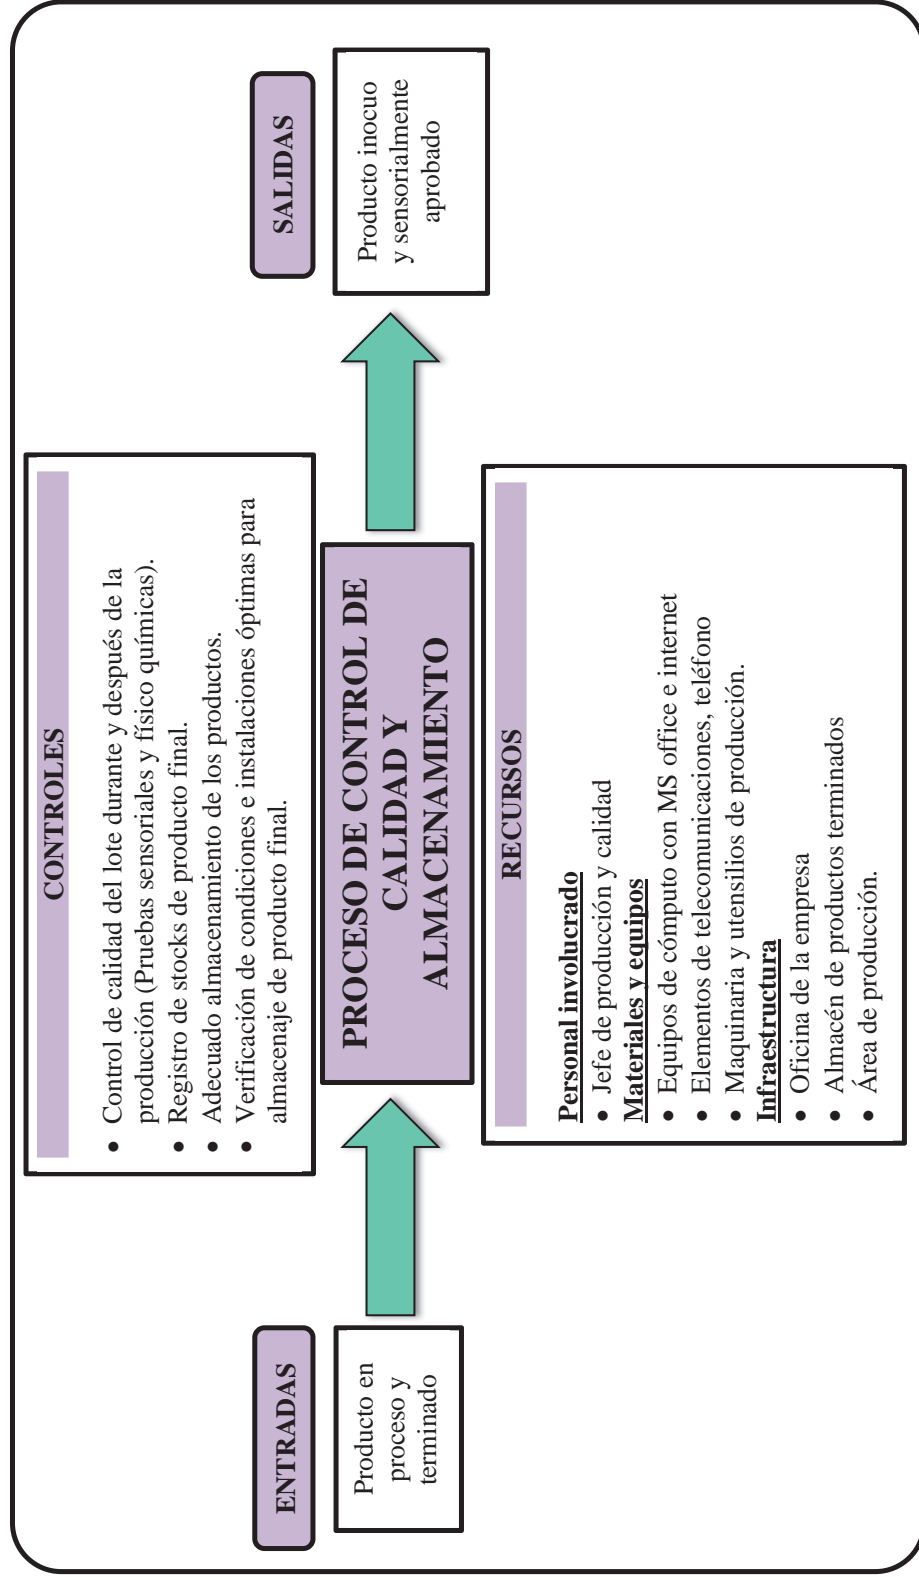 CONTROLES
• Control de calidad del lote durante y después de la
producción (Pruebas sensoriales y físico químicas).
• Registro de stocks de producto final.
• Adecuado almacenamiento de los productos.
• Verificación de condiciones e instalaciones óptimas para
almacenaje de producto final.
ENTRADAS
Producto en
proceso y
terminado
PROCESO DE CONTROL DE
CALIDAD Y
ALMACENAMIENTO
SALIDAS
Producto inocuo
y sensorialmente
aprobado
RECURSOS
Personal involucrado
• Jefe de producción y calidad
Materiales y equipos
• Equipos de cómputo con MS office e internet
• Elementos de telecomunicaciones, teléfono
• Maquinaria y utensilios de producción.
Infraestructura
• Oficina de la empresa
• Almacén de productos terminados
• Área de producción.